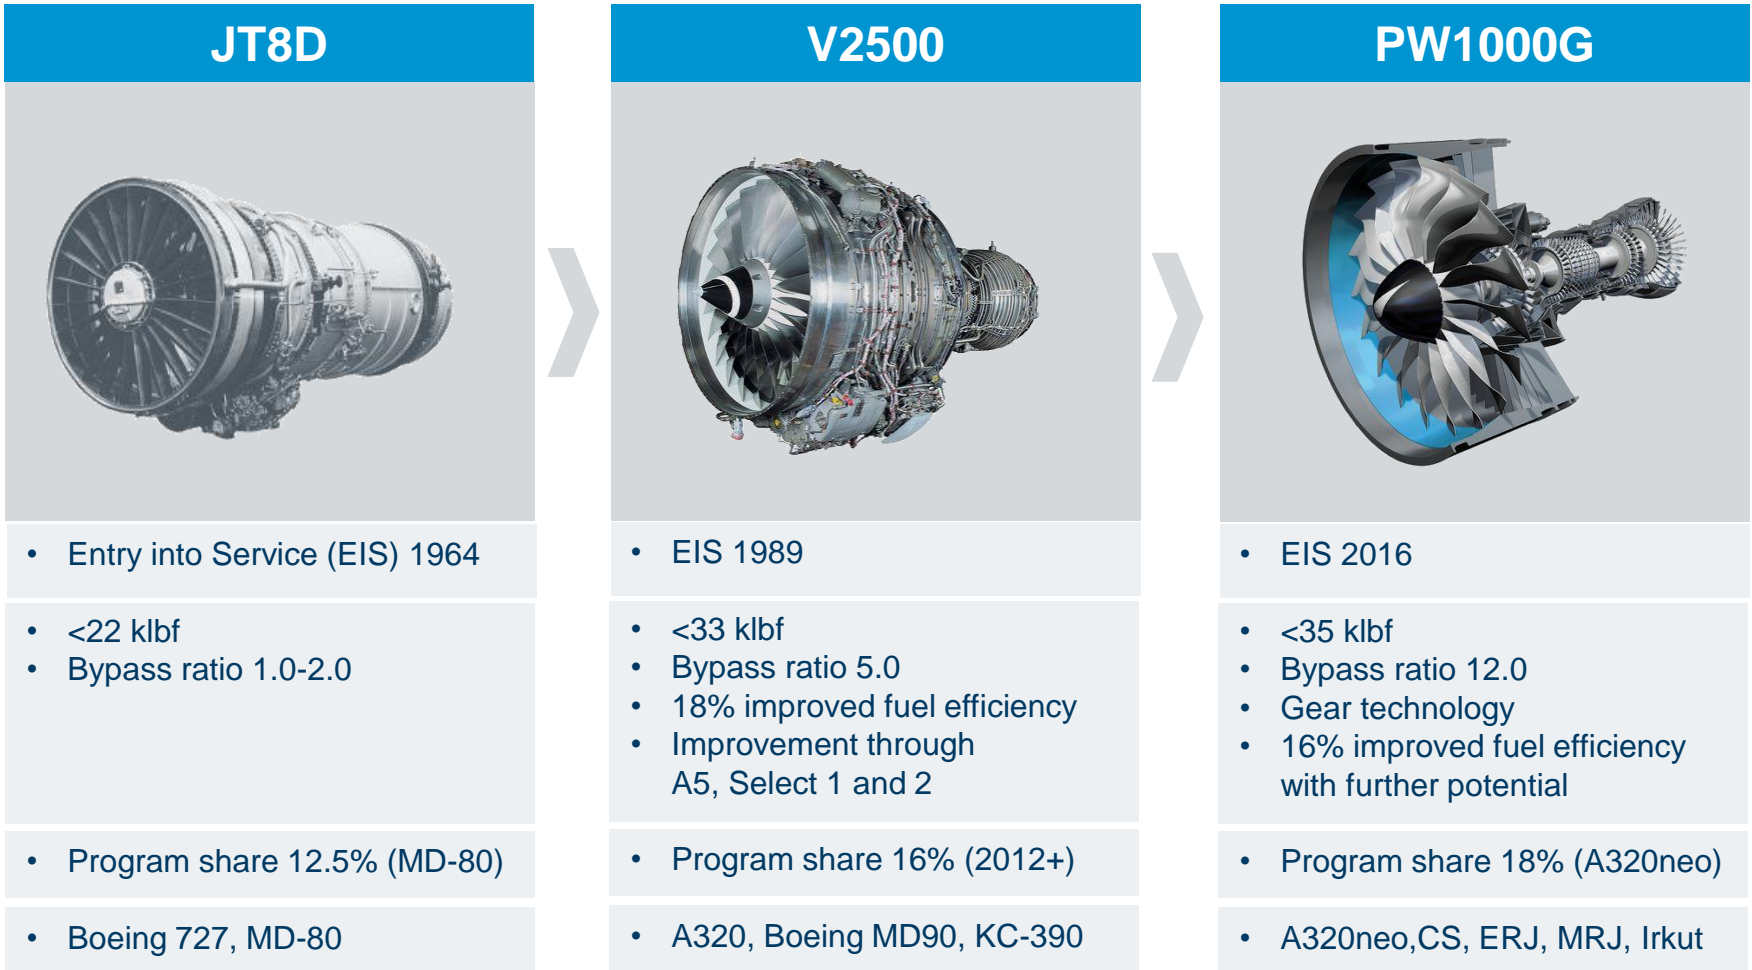 JT8D
V2500
PW1000G
• Entry into Service (EIS) 1964
• EIS 1989
• EIS 2016
• <22 klbf
• Bypass ratio 1.0-2.0
• <33 klbf
• Bypass ratio 5.0
• 18% improved fuel efficiency
• Improvement through
A5, Select 1 and 2
• <35 klbf
• Bypass ratio 12.0
• Gear technology
• 16% improved fuel efficiency
with further potential
• Program share 12.5% (MD-80)
• Program share 16% (2012+)
• Program share 18% (A320neo)
• Boeing 727, MD-80
• A320, Boeing MD90, KC-390
• A320neo,CS, ERJ, MRJ, Irkut